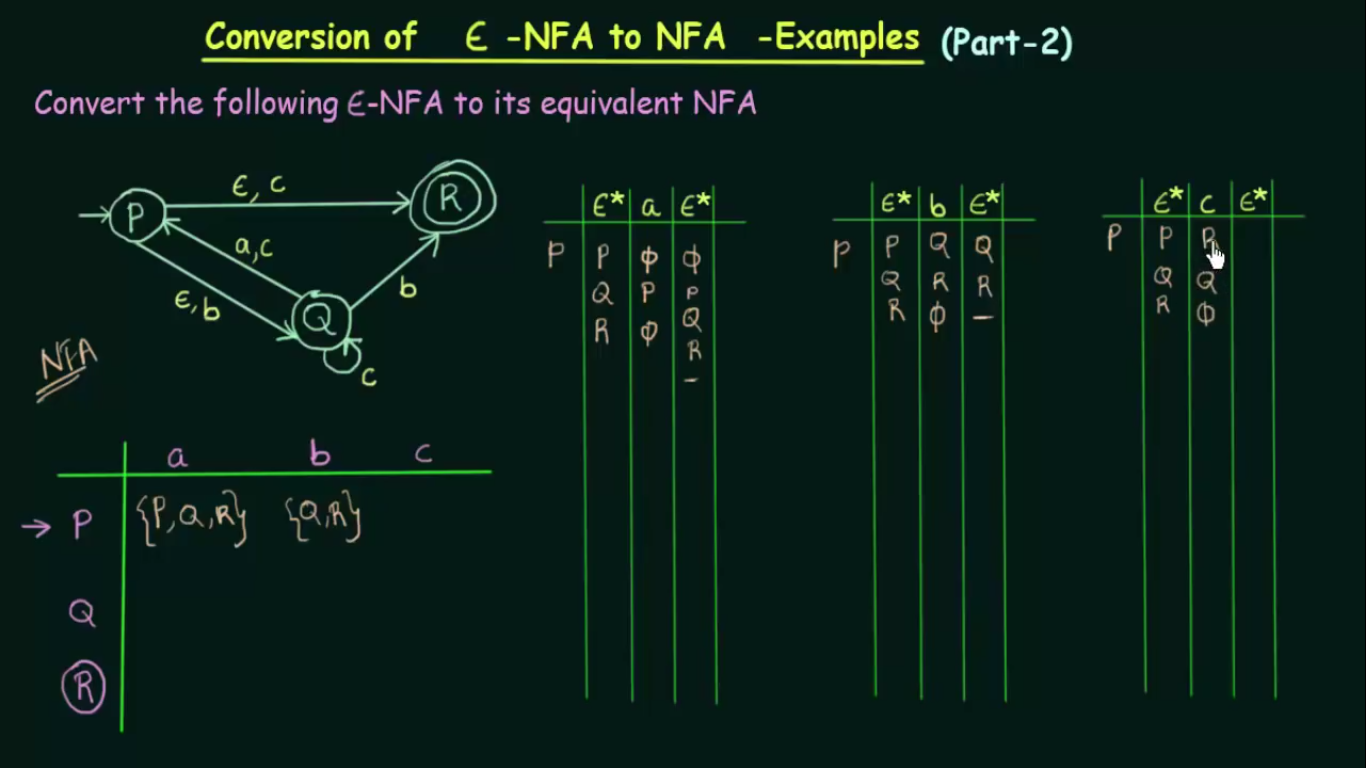 Conversion of ϵ -NFA to NFA -Examples (Part-2)
Convert the following ϵ-NFA to its equivalent NFA
P
ϵ, c
R
a,c
ϵ,b
Q
b
c
NFA
a b c
→ P {P,Q,R} {Q,R}
Q
R
ϵ* a ϵ*
P P ϕ ϕ
Q P P
Q
R ϕ R
–
ϵ* b ϵ*
P P Q Q
Q R R
R ϕ –
ϵ* c ϵ*
P P R
Q Q
R ϕ